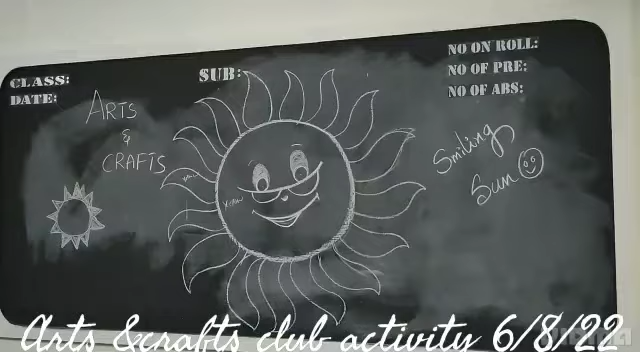 CLASS:
DATE:
SUB:
NO ON ROLL:
NO OF PRE:
NO OF ABS:
ARTS
&
CRAFTS
Smiling
Sun
Arts &crafts club activity 6/8/22